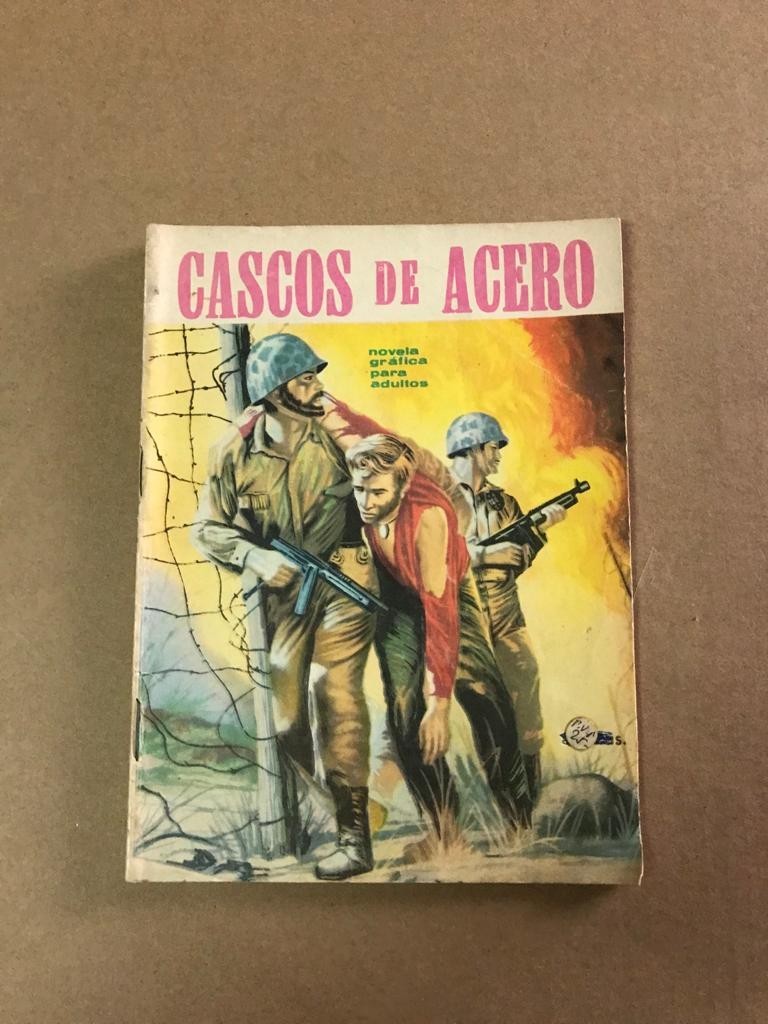 CASCOS DE ACERO
novela
gráfica
para
adultos